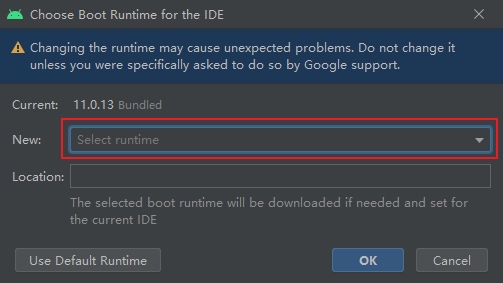 Choose Boot Runtime for the IDE
Changing the runtime may cause unexpected problems. Do not change it
unless you were specifically asked to do so by Google support.
Current: 11.0.13 Bundled
New: Select runtime
Location:
The selected boot runtime will be downloaded if needed and set for
the current IDE
Use Default Runtime OK Cancel